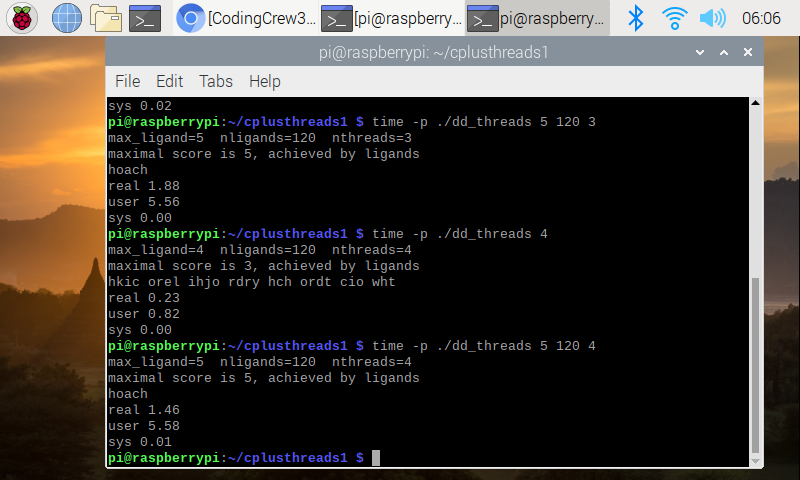 [CodingCrew3... [pi@raspberry... pi@raspberry... 06:06
pi@raspberrypi: ~/cplusthreads1
File Edit Tabs Help
sys 0.02
pi@raspberrypi:~/cplusthreads1 $ time -p ./dd_threads 5 120 3
max_ligand=5  nligands=120  nthreads=3
maximal score is 5, achieved by ligands
hoach
real 1.88
user 5.56
sys 0.00
pi@raspberrypi:~/cplusthreads1 $ time -p ./dd_threads 4
max_ligand=4  nligands=120  nthreads=4
maximal score is 3, achieved by ligands
hkic orel ihjo rdry hch ordt cio wht
real 0.23
user 0.82
sys 0.00
pi@raspberrypi:~/cplusthreads1 $ time -p ./dd_threads 5 120 4
max_ligand=5  nligands=120  nthreads=4
maximal score is 5, achieved by ligands
hoach
real 1.46
user 5.58
sys 0.01
pi@raspberrypi:~/cplusthreads1 $